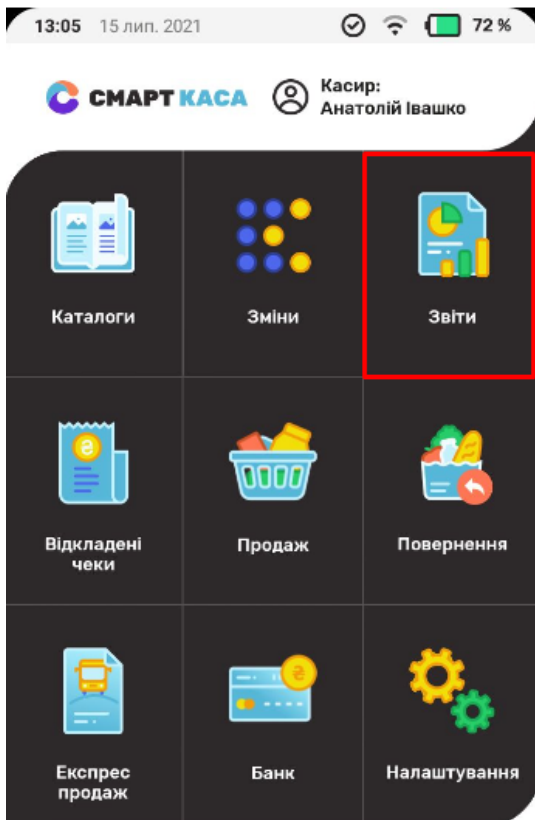 13:05 15 лип. 2021 72 %
СМАРТ КАСА
Касир:
Анатолій Івашко
Каталоги
Зміни
Звіти
Відкладені
чеки
Продаж
Повернення
Експрес
продаж
Банк
Налаштування